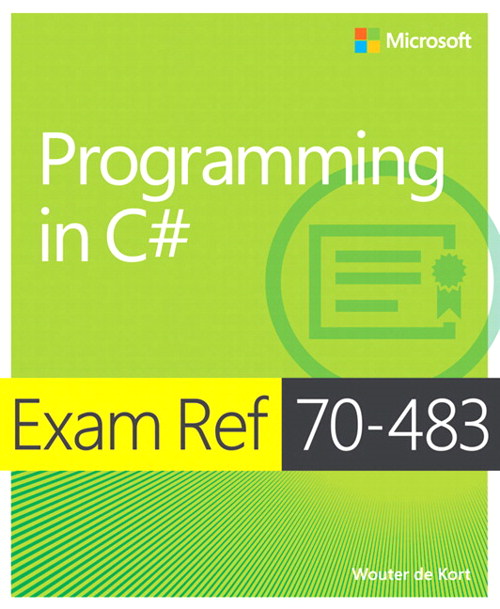 Microsoft
Programming
in C#
Exam Ref 70-483
Wouter de Kort